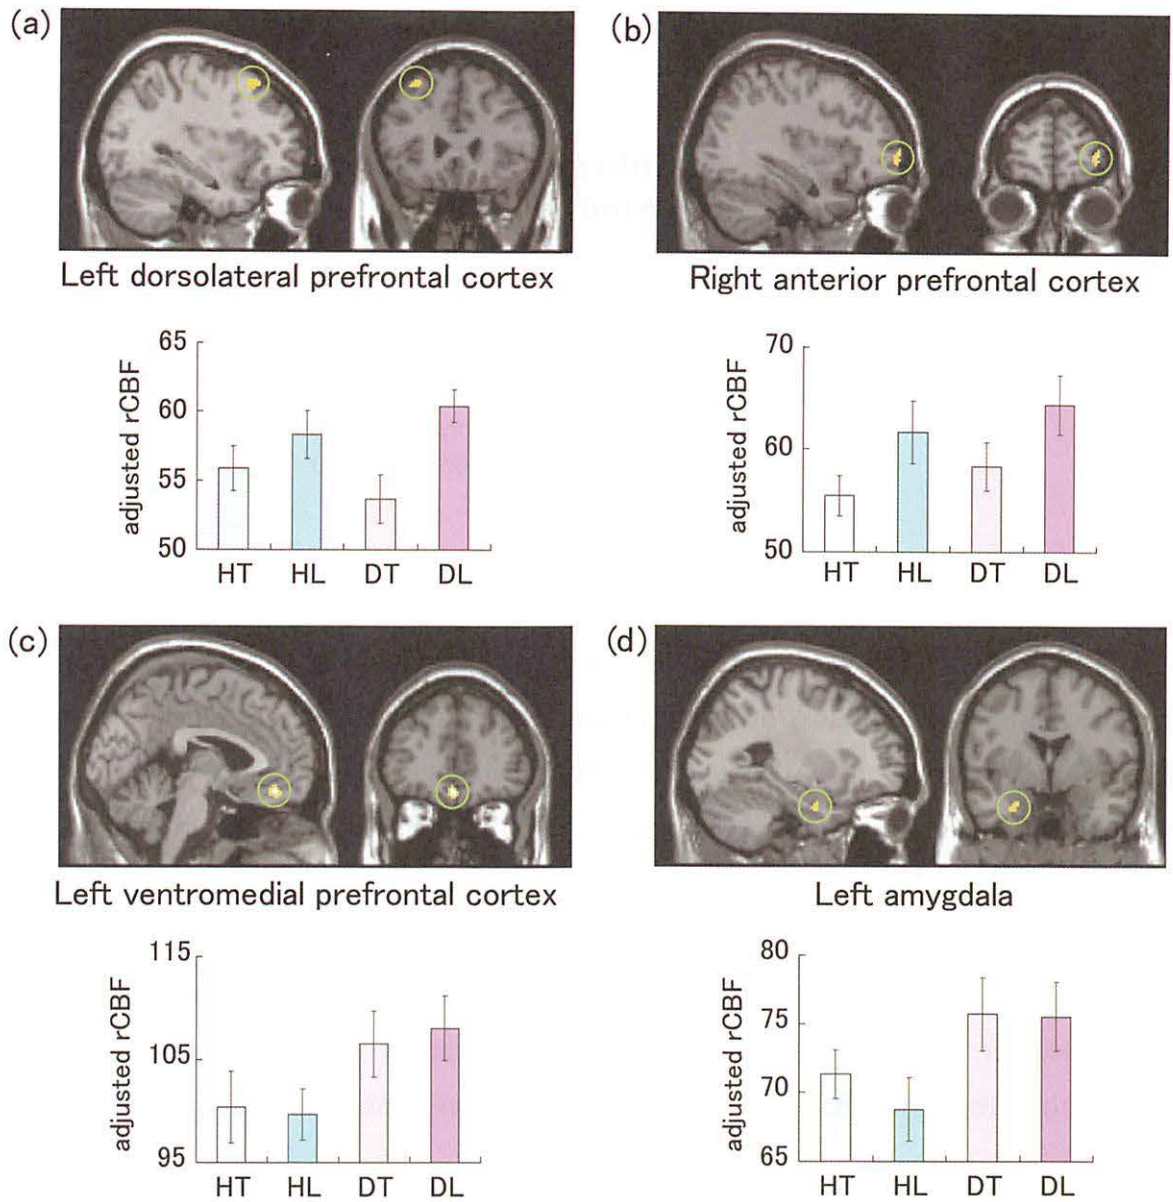 (a)
Left dorsolateral prefrontal cortex
65
60
55
50
adjusted rCBF
HT HL DT DL
(b)
Right anterior prefrontal cortex
70
60
50
adjusted rCBF
HT HL DT DL
(c)
Left ventromedial prefrontal cortex
115
105
95
adjusted rCBF
HT HL DT DL
(d)
Left amygdala
80
75
70
65
adjusted rCBF
HT HL DT DL